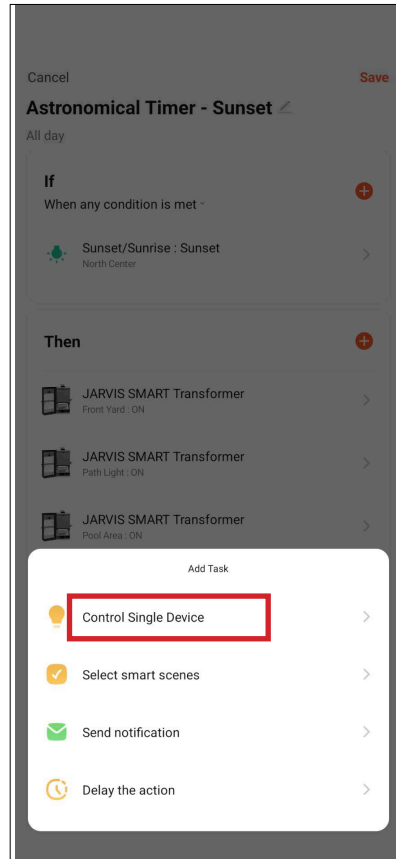 Cancel
Save
Astronomical Timer - Sunset
All day
If
When any condition is met
Sunset/Sunrise : Sunset
North Center
Then
JARVIS SMART Transformer
Front Yard : ON
JARVIS SMART Transformer
Path Light : ON
JARVIS SMART Transformer
Pool Area : ON
Add Task
Control Single Device
Select smart scenes
Send notification
Delay the action